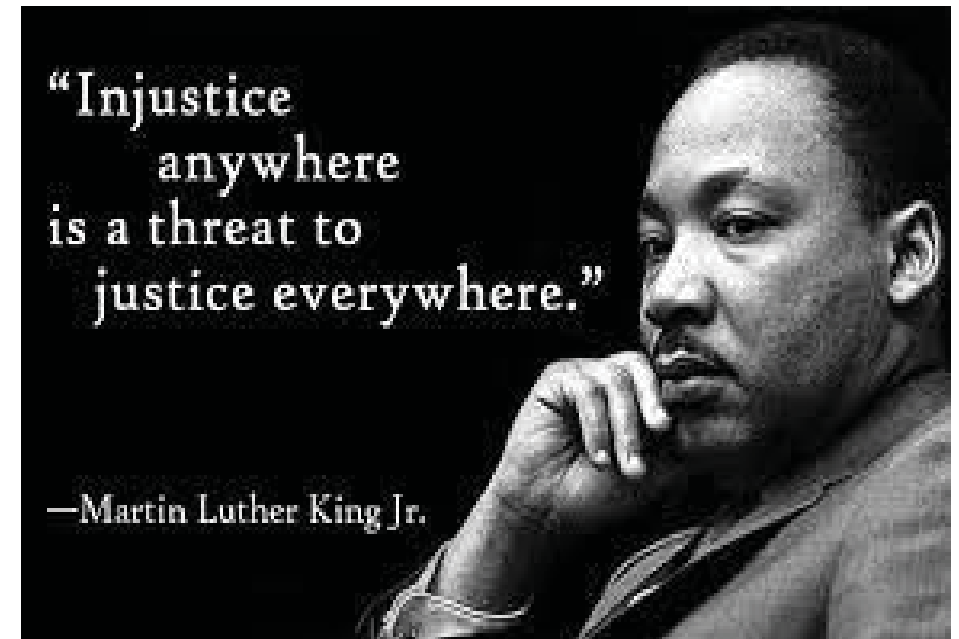 “Injustice
anywhere
is a threat to
justice everywhere.”
—Martin Luther King Jr.